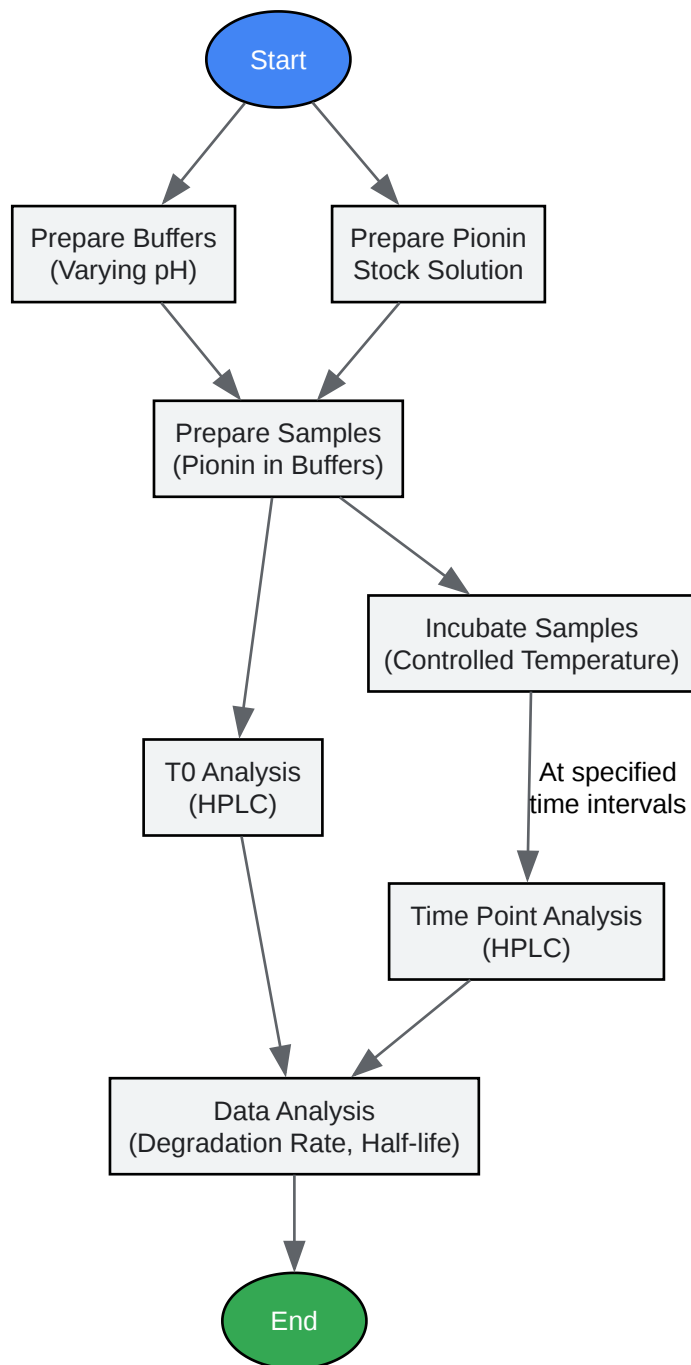 Start
Prepare Buffers
(Varying pH)
Prepare Pionin
Stock Solution
Prepare Samples
(Pionin in Buffers)
Incubate Samples
(Controlled Temperature)
T0 Analysis
(HPLC)
At specified
time intervals
Time Point Analysis
(HPLC)
Data Analysis
(Degradation Rate, Half-life)
End